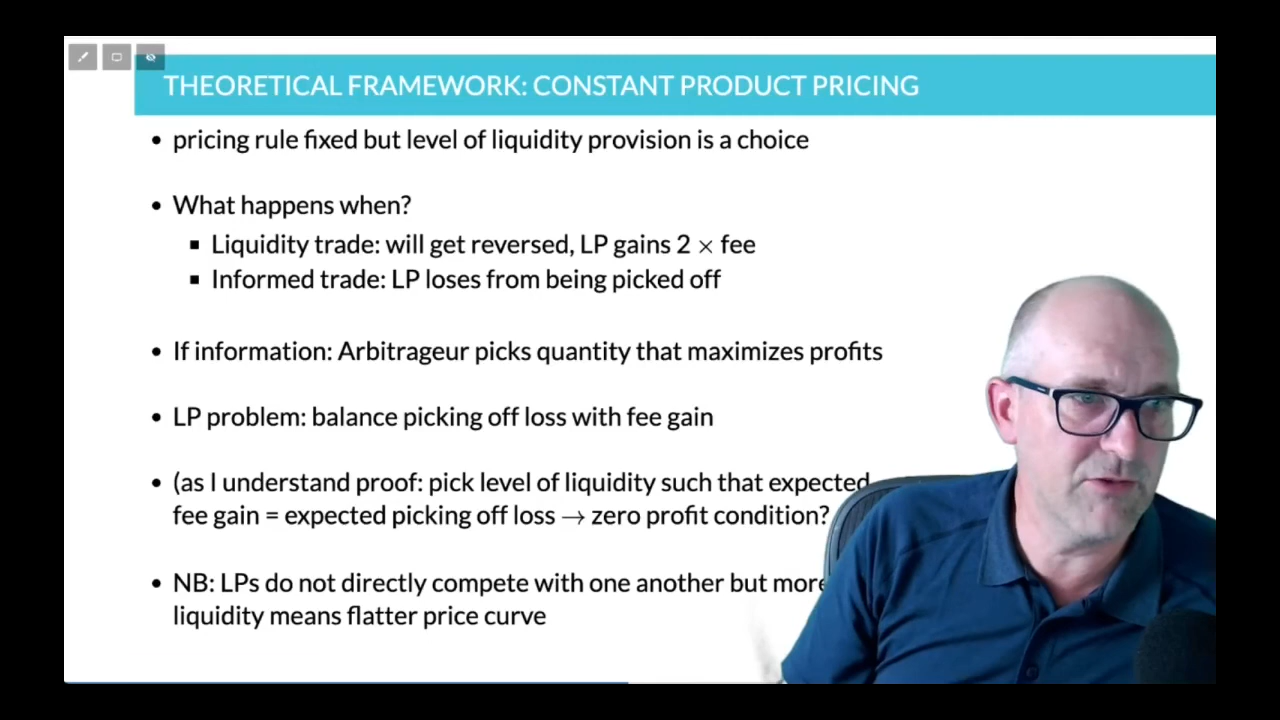 THEORETICAL FRAMEWORK: CONSTANT PRODUCT PRICING
• pricing rule fixed but level of liquidity provision is a choice
• What happens when?
▪ Liquidity trade: will get reversed, LP gains 2 × fee
▪ Informed trade: LP loses from being picked off
• If information: Arbitrageur picks quantity that maximizes profits
• LP problem: balance picking off loss with fee gain
• (as I understand proof: pick level of liquidity such that expected
fee gain = expected picking off loss → zero profit condition?
• NB: LPs do not directly compete with one another but more
liquidity means flatter price curve